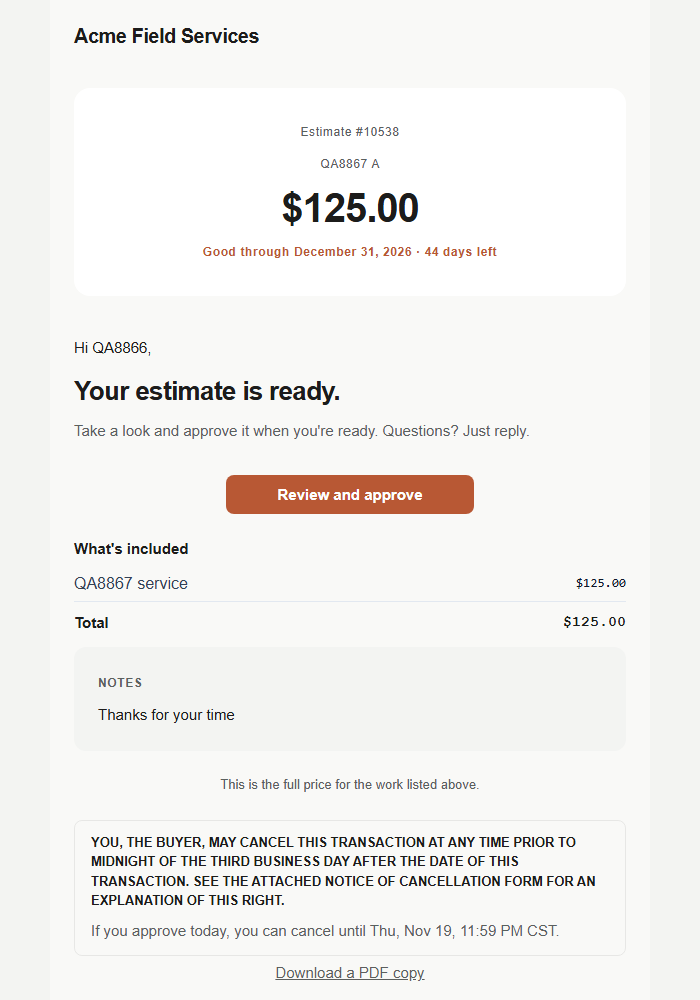 Acme Field Services
Estimate #10538
QA8867 A
$125.00
Good through December 31, 2026 · 44 days left
Hi QA8866,
Your estimate is ready.
Take a look and approve it when you're ready. Questions? Just reply.
Review and approve
What's included
QA8867 service $125.00
Total $125.00
NOTES
Thanks for your time
This is the full price for the work listed above.
YOU, THE BUYER, MAY CANCEL THIS TRANSACTION AT ANY TIME PRIOR TO
MIDNIGHT OF THE THIRD BUSINESS DAY AFTER THE DATE OF THIS
TRANSACTION. SEE THE ATTACHED NOTICE OF CANCELLATION FORM FOR AN
EXPLANATION OF THIS RIGHT.
If you approve today, you can cancel until Thu, Nov 19, 11:59 PM CST.
Download a PDF copy